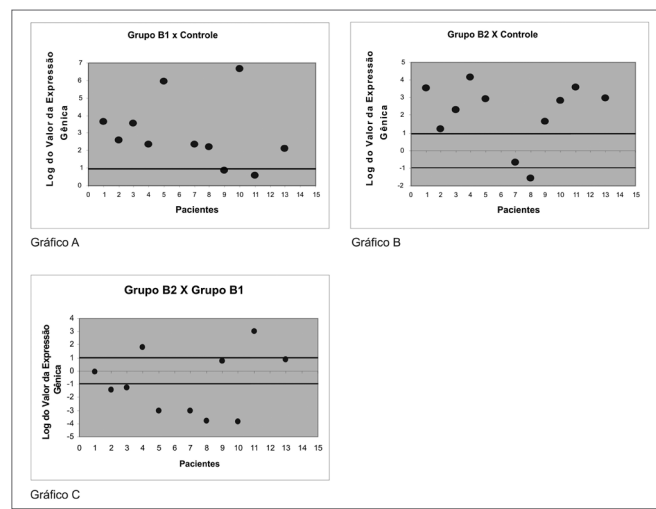 Grupo B1 x Controle
Log do Valor da Expressão
Gênica
7
6
5
4
3
2
1
0
0 1 2 3 4 5 6 7 8 9 10 11 12 13 14 15
Pacientes
Gráfico A
Grupo B2 X Controle
Log do Valor da Expressão
Gênica
5
4
3
2
1
0
-1
-2
0 1 2 3 4 5 6 7 8 9 10 11 12 13 14 15
Pacientes
Gráfico B
Grupo B2 X Grupo B1
Log do Valor da Expressão
Gênica
4
3
2
1
0
-1
-2
-3
-4
-5
0 1 2 3 4 5 6 7 8 9 10 11 12 13 14 15
Pacientes
Gráfico C